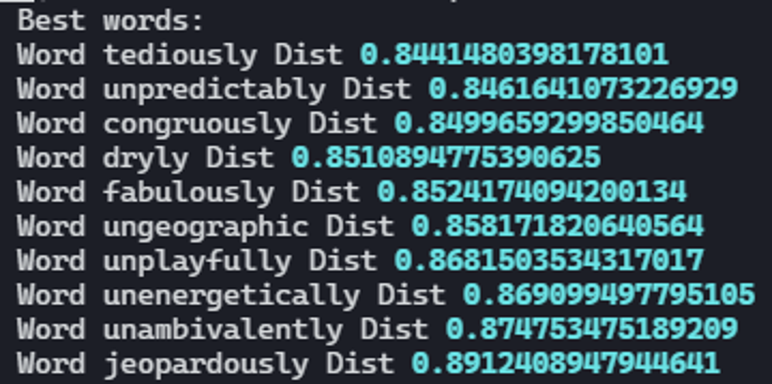 Best words:
Word tediously Dist 0.8441480398178101
Word unpredictably Dist 0.8461641073226929
Word congruously Dist 0.8499659299850464
Word dryly Dist 0.8510894775390625
Word fabulously Dist 0.8524174094200134
Word ungeographic Dist 0.858171820640564
Word unplayfully Dist 0.8681503534317017
Word unenergetically Dist 0.869099497795105
Word unambivalently Dist 0.874753475189209
Word jeopardously Dist 0.8912408947944641